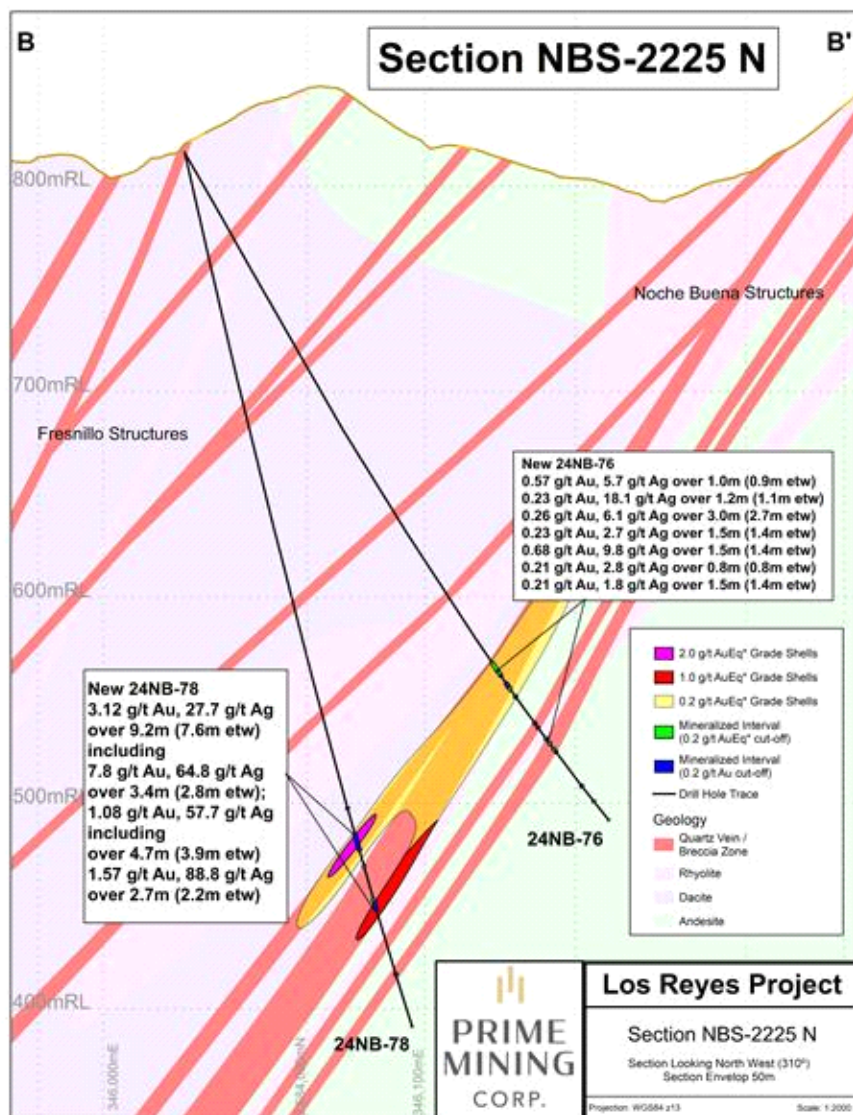 B
Section NBS-2225 N
B'
800mRL
Noche Buena Structures
700mRL
Fresnillo Structures
New 24NB-76
0.57 g/t Au, 5.7 g/t Ag over 1.0m (0.9m etw)
0.23 g/t Au, 18.1 g/t Ag over 1.2m (1.1m etw)
0.26 g/t Au, 6.1 g/t Ag over 3.0m (2.7m etw)
0.23 g/t Au, 2.7 g/t Ag over 1.5m (1.4m etw)
0.68 g/t Au, 9.8 g/t Ag over 1.5m (1.4m etw)
0.21 g/t Au, 2.8 g/t Ag over 0.8m (0.8m etw)
0.21 g/t Au, 1.8 g/t Ag over 1.5m (1.4m etw)
600mRL
2.0 g/t AuEq* Grade Shells
1.0 g/t AuEq* Grade Shells
0.2 g/t AuEq* Grade Shells
Mineralized Interval
(0.2 g/t AuEq* cut-off)
Mineralized Interval
(0.2 g/t Au cut-off)
Drill Hole Trace
Geology
Quartz Vein /
Breccia Zone
Rhyolite
Dacite
Andesite
New 24NB-78
3.12 g/t Au, 27.7 g/t Ag
over 9.2m (7.6m etw)
including
7.8 g/t Au, 64.8 g/t Ag
over 3.4m (2.8m etw);
1.08 g/t Au, 57.7 g/t Ag
including
over 4.7m (3.9m etw)
1.57 g/t Au, 88.8 g/t Ag
over 2.7m (2.2m etw)
500mRL
24NB-76
400mRL
24NB-78
346,000mE
346,100mE
PRIME
MINING
CORP.
Los Reyes Project
Section NBS-2225 N
Section Looking North West (310º)
Section Envelop 50m
Projection: WGS84 z13
Scale: 1:2000